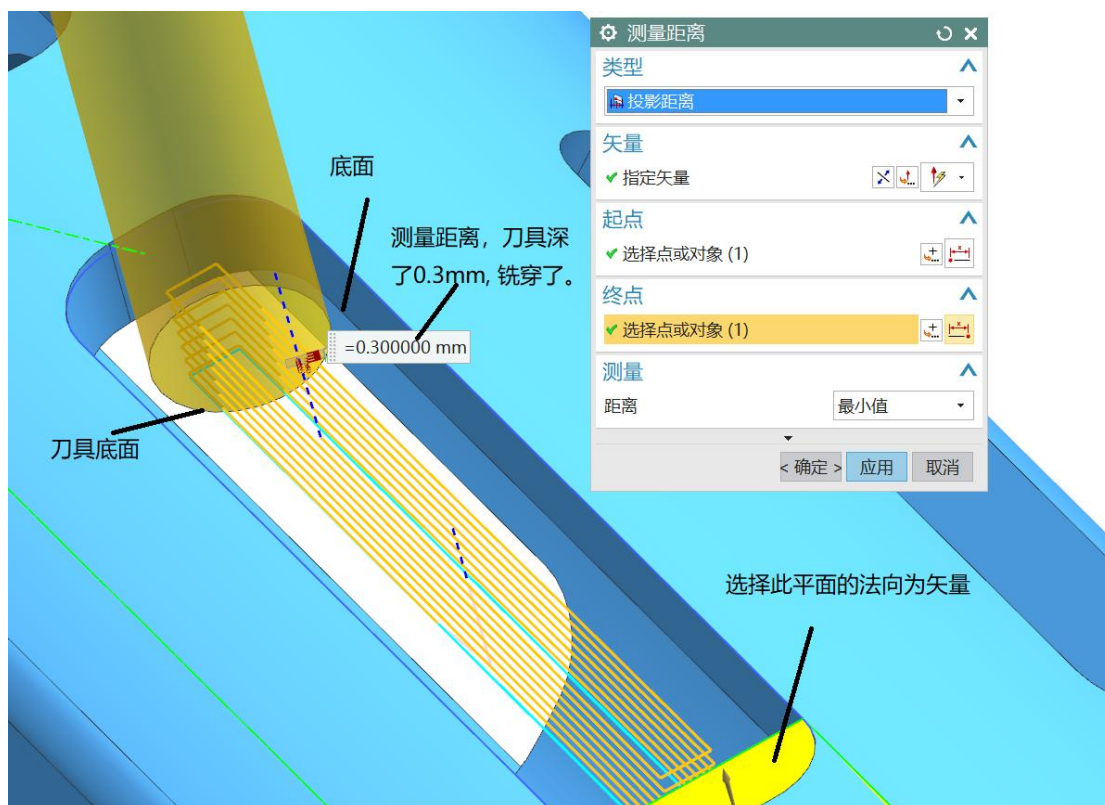 测量距离
类型
投影距离
矢量
指定矢量
起点
选择点或对象 (1)
终点
选择点或对象 (1)
测量
距离
最小值
< 确定 >
应用
取消
底面
测量距离，刀具深
了0.3mm, 铣穿了。
=0.300000 mm
刀具底面
选择此平面的法向为矢量